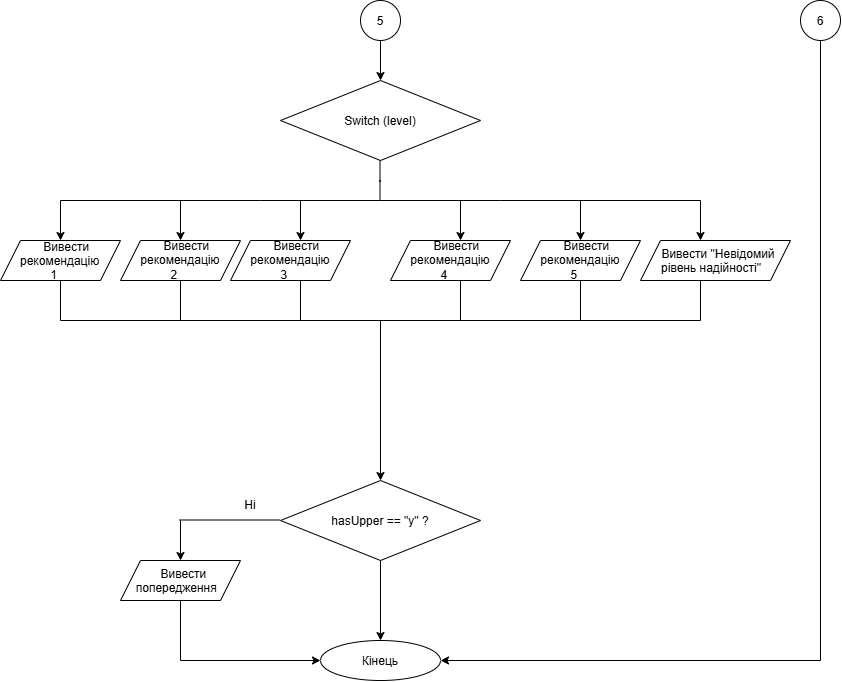 5
6
Switch (level)
Вивести
рекомендацію
1
Вивести
рекомендацію
2
Вивести
рекомендацію
3
Вивести
рекомендацію
4
Вивести
рекомендацію
5
Вивести "Невідомий
рівень надійності"
Ні
hasUpper == "y" ?
Вивести
попередження
Кінець